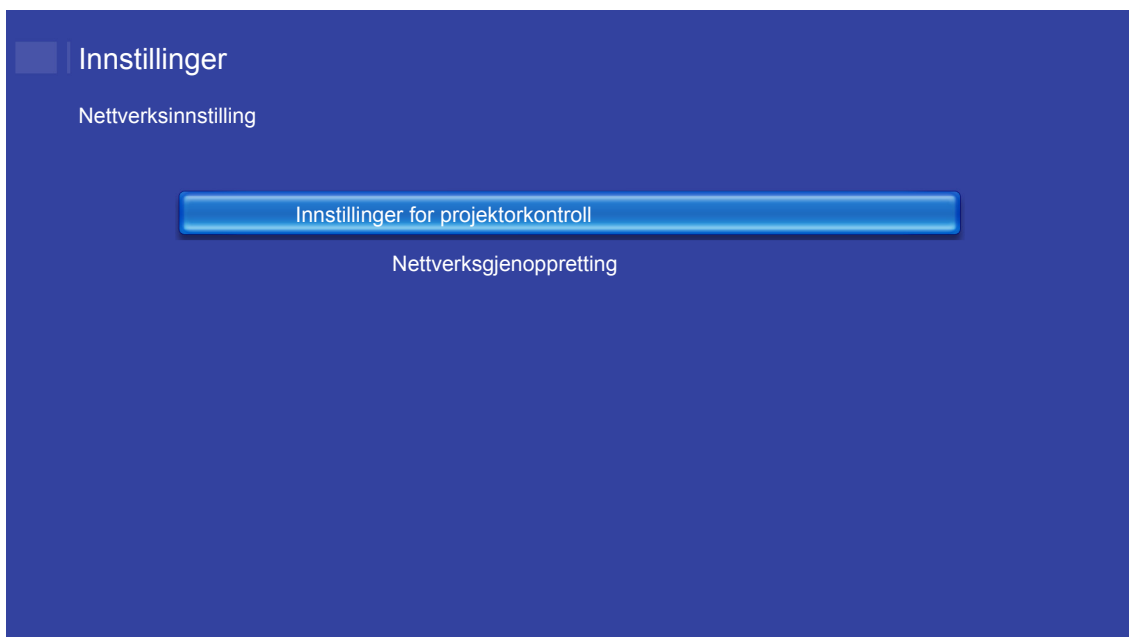 Innstillinger
Nettverksinnstilling
Innstillinger for projektorkontroll
Nettverksgjenoppretting